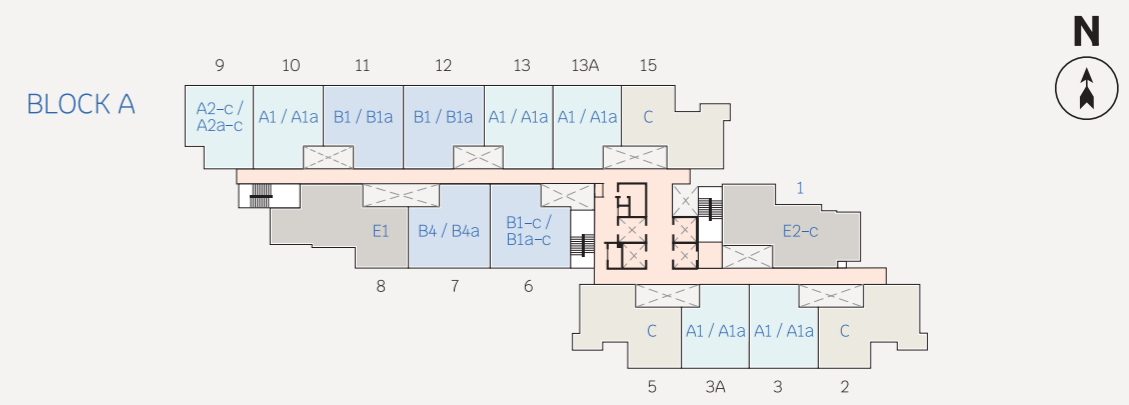 N
9 10 11 12 13 13A 15
BLOCK A
A2-c /
A2a-c
A1 / A1a
B1 / B1a
B1 / B1a
A1 / A1a
A1 / A1a
C
1
E1
B4 / B4a
B1-c /
B1a-c
E2-c
8 7 6
C
A1 / A1a
A1 / A1a
C
5 3A 3 2